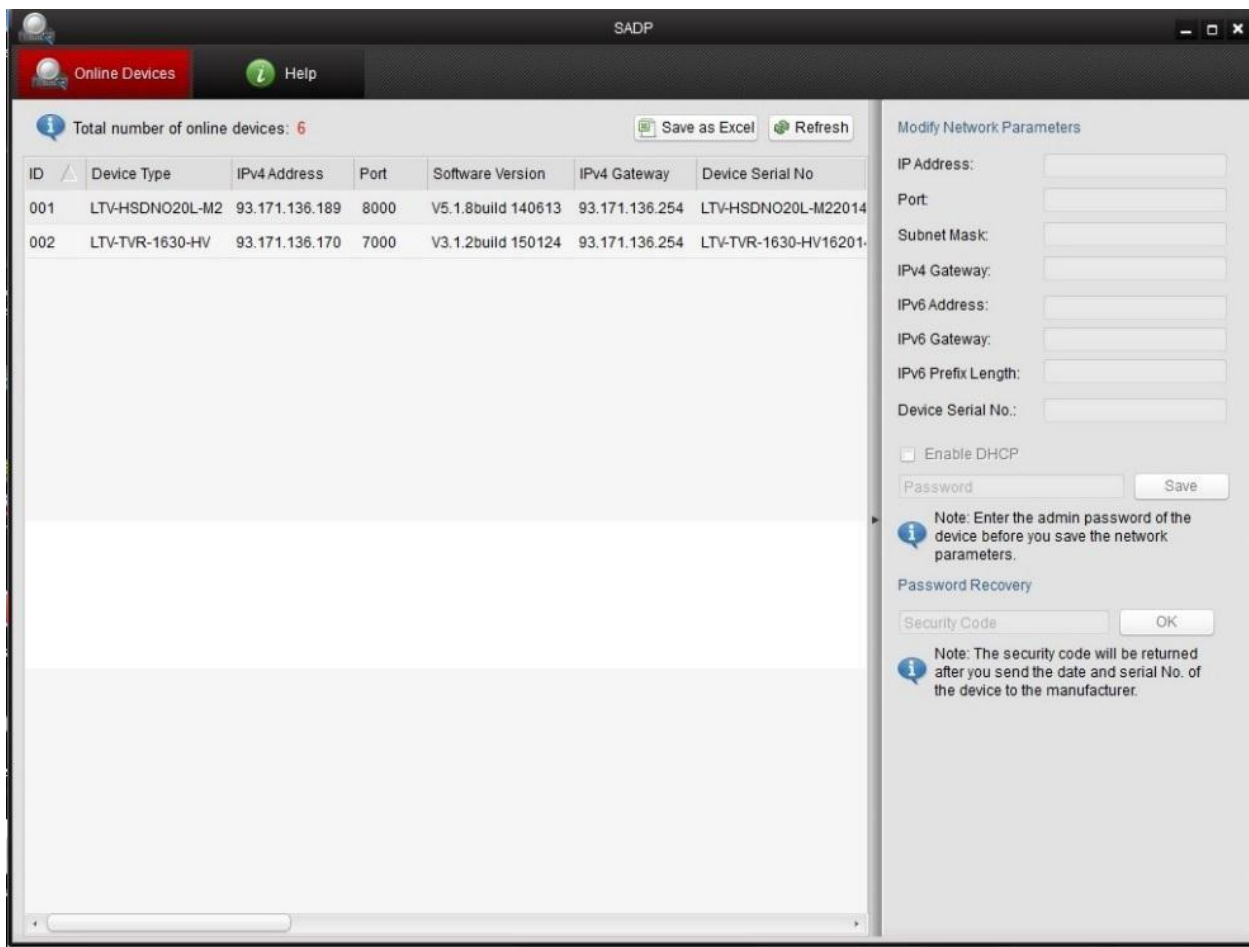 SADP
Online Devices
Help
Total number of online devices: 6
Save as Excel
Refresh
ID Device Type IPv4 Address Port Software Version IPv4 Gateway Device Serial No
001 LTV-HSDNO20L-M2 93.171.136.189 8000 V5.1.8build 140613 93.171.136.254 LTV-HSDNO20L-M22014
002 LTV-TVR-1630-HV 93.171.136.170 7000 V3.1.2build 150124 93.171.136.254 LTV-TVR-1630-HV16201
Modify Network Parameters
IP Address:
Port:
Subnet Mask:
IPv4 Gateway:
IPv6 Address:
IPv6 Gateway:
IPv6 Prefix Length:
Device Serial No.:
Enable DHCP
Password
Save
Note: Enter the admin password of the
device before you save the network
parameters.
Password Recovery
Security Code
OK
Note: The security code will be returned
after you send the date and serial No. of
the device to the manufacturer.